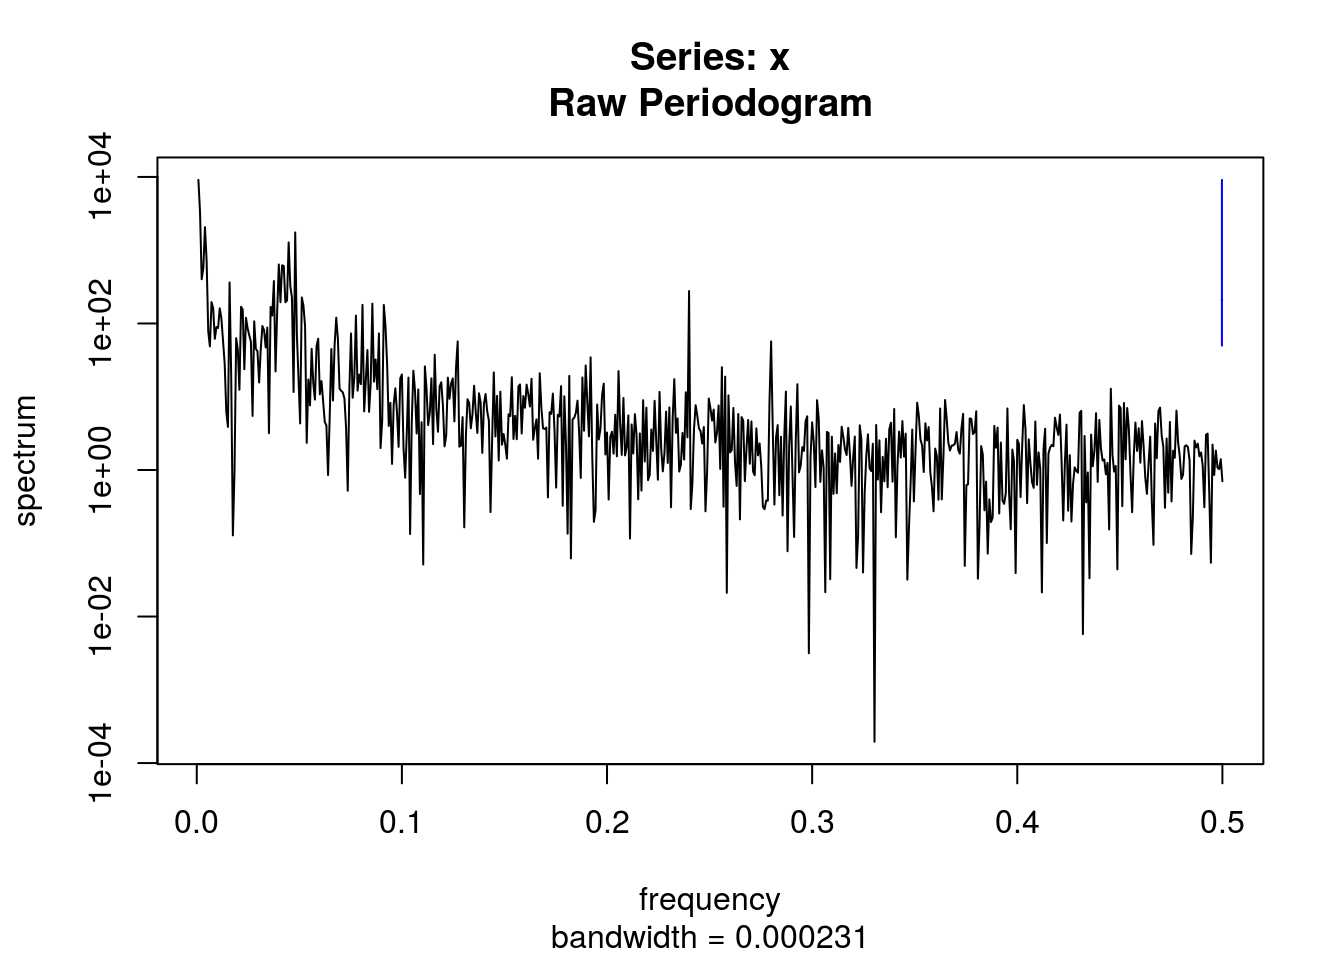 Series: x
Raw Periodogram
spectrum
1e+04
1e+02
1e+00
1e-02
1e-04
0.0 0.1 0.2 0.3 0.4 0.5
frequency
bandwidth = 0.000231